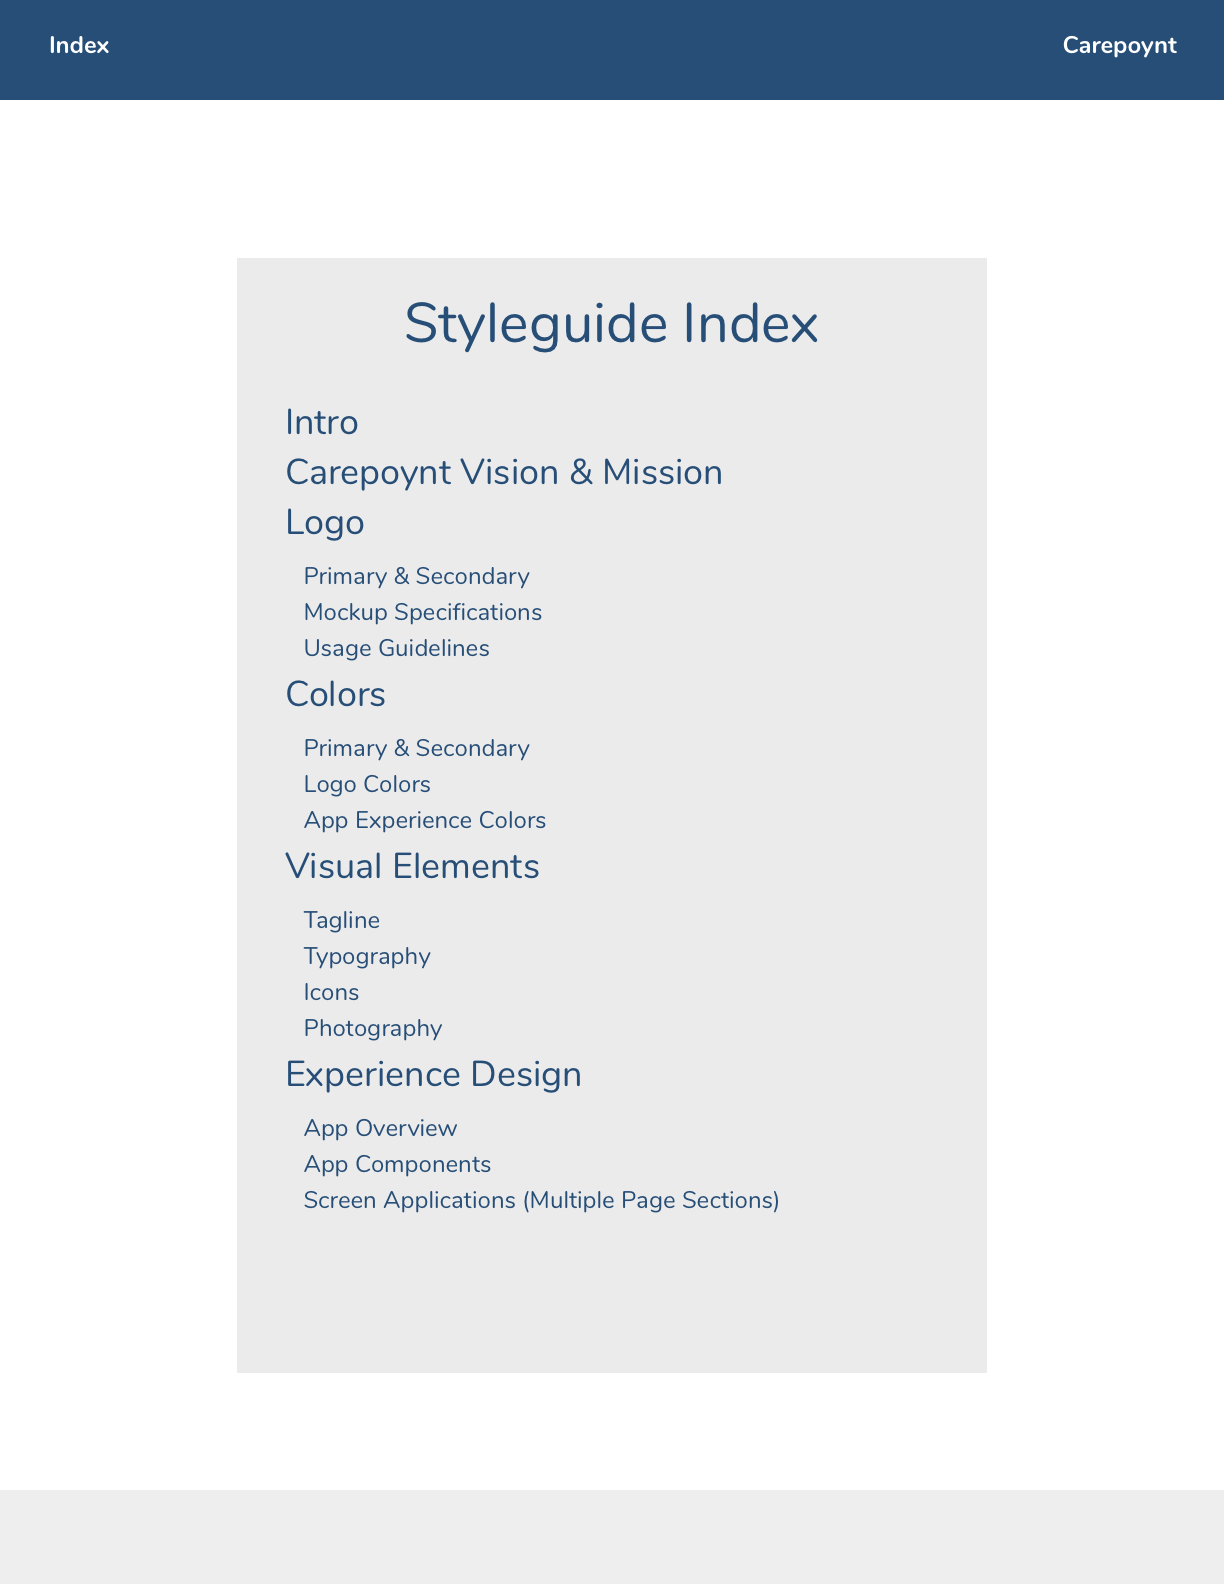 Index
Carepoynt
Styleguide Index
Intro
Carepoynt Vision & Mission
Logo
Primary & Secondary
Mockup Specifications
Usage Guidelines
Colors
Primary & Secondary
Logo Colors
App Experience Colors
Visual Elements
Tagline
Typography
Icons
Photography
Experience Design
App Overview
App Components
Screen Applications (Multiple Page Sections)